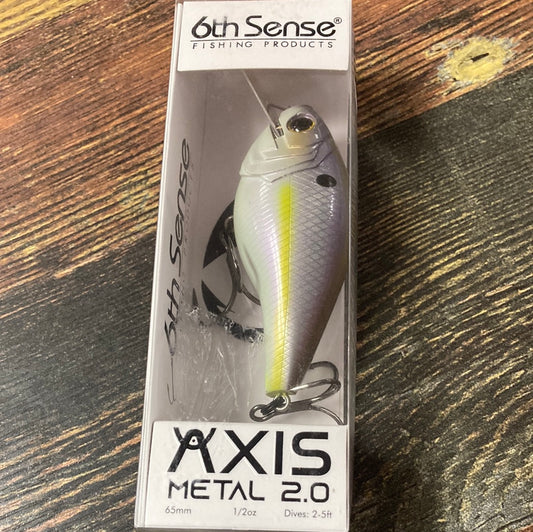 6th Sense®
FISHING PRODUCTS
6th Sense
AXIS
METAL 2.0
65mm 1/2oz Dives: 2-5ft